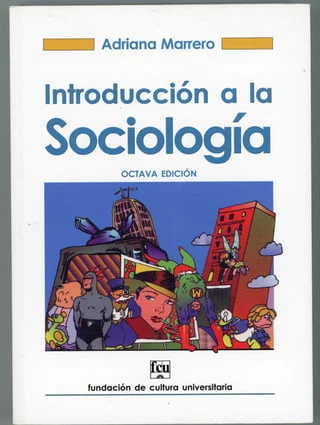 Adriana Marrero
Introducción a la
Sociología
OCTAVA EDICIÓN
fcu
fundación de cultura universitaria